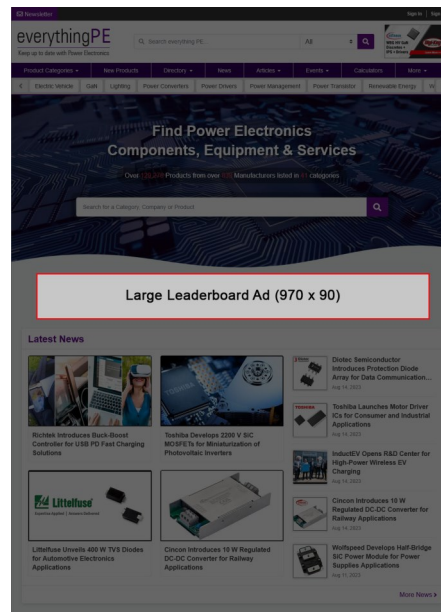 Newsletter
Sign In
Sign
everythingPE
Keep up to date with Power Electronics
Search everything PE...
All
Product Categories
New Products
Directory
News
Articles
Events
Calculators
More
Electric Vehicle
GaN
Lighting
Power Converters
Power Drivers
Power Management
Power Transistor
Renewable Energy
Find Power Electronics
Components, Equipment & Services
Products from over
Manufacturers listed in 11 categories
Search for a Category, Company or Product
Large Leaderboard Ad (970 x 90)
Latest News
Richtek Introduces Buck-Boost
Controller for USB PD Fast Charging
Solutions
Toshiba Develops 2200 V SiC
MOSFETs for Miniaturization of
Photovoltaic Inverters
Littelfuse
Expertise Applied | Answers Delivered
Littelfuse Unveils 400 W TVS Diodes
for Automotive Electronics
Applications
Cincon Introduces 10 W Regulated
DC-DC Converter for Railway
Applications
Diotec Semiconductor
Introduces Protection Diode
Array for Data Communication...
Aug 14, 2023
TOSHIBA
Toshiba Launches Motor Driver
ICs for Consumer and Industrial
Applications
Aug 14, 2023
InductEV Opens R&D Center for
High-Power Wireless EV
Charging
Aug 14, 2023
Cincon Introduces 10 W
Regulated DC-DC Converter for
Railway Applications
Aug 14, 2023
Wolfspeed Develops Half-Bridge
SiC Power Module for Power
Supplies Applications
Aug 11, 2023
More News